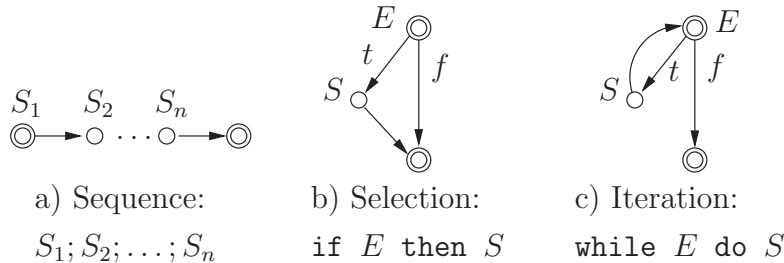 S₁ S₂ ... Sₙ
a) Sequence:
S₁; S₂; ...; Sₙ
E
t
f
S
b) Selection:
if E then S
E
t
f
S
c) Iteration:
while E do S